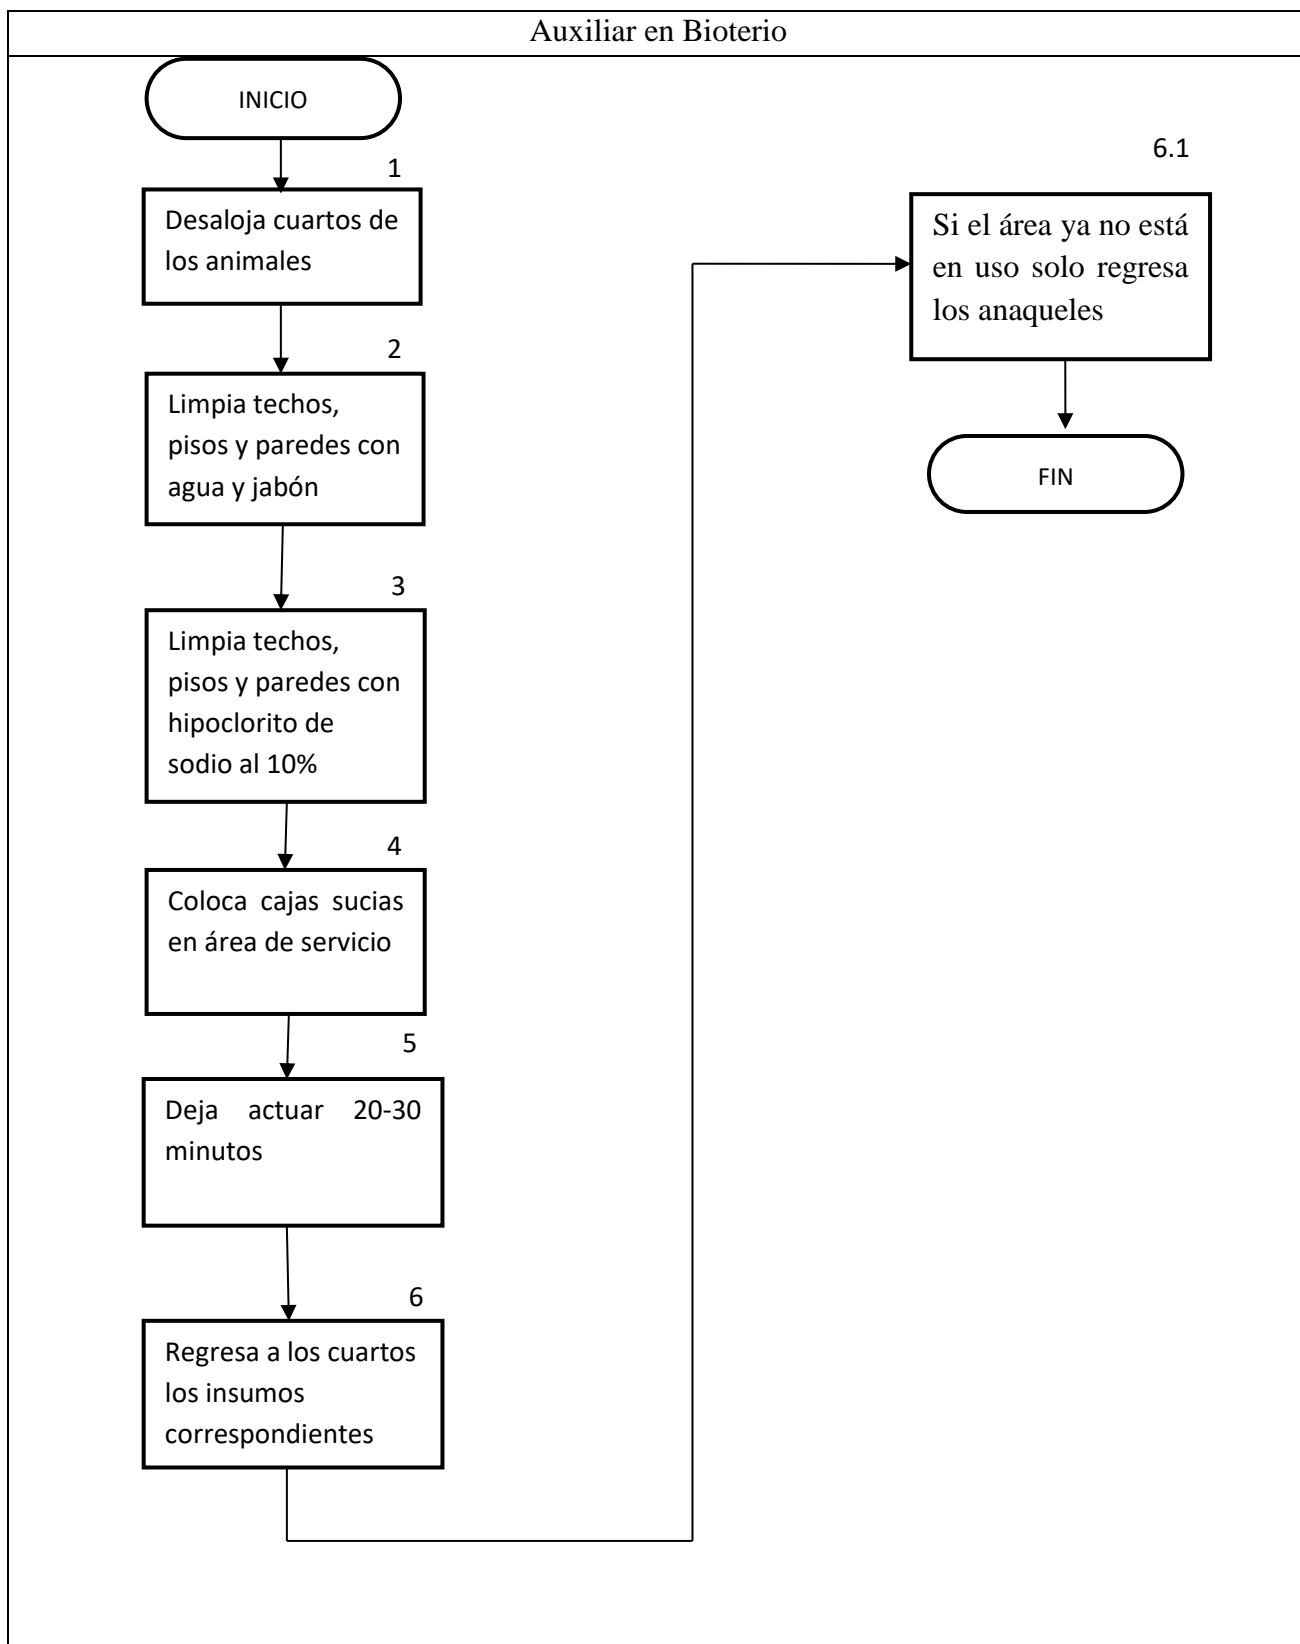 Auxiliar en Bioterio
INICIO
1
Desaloja cuartos de
los animales
2
Limpia techos,
pisos y paredes con
agua y jabón
3
Limpia techos,
pisos y paredes con
hipoclorito de
sodio al 10%
4
Coloca cajas sucias
en área de servicio
5
Deja actuar 20-30
minutos
6
Regresa a los cuartos
los insumos
correspondientes
6.1
Si el área ya no está
en uso solo regresa
los anaqueles
FIN